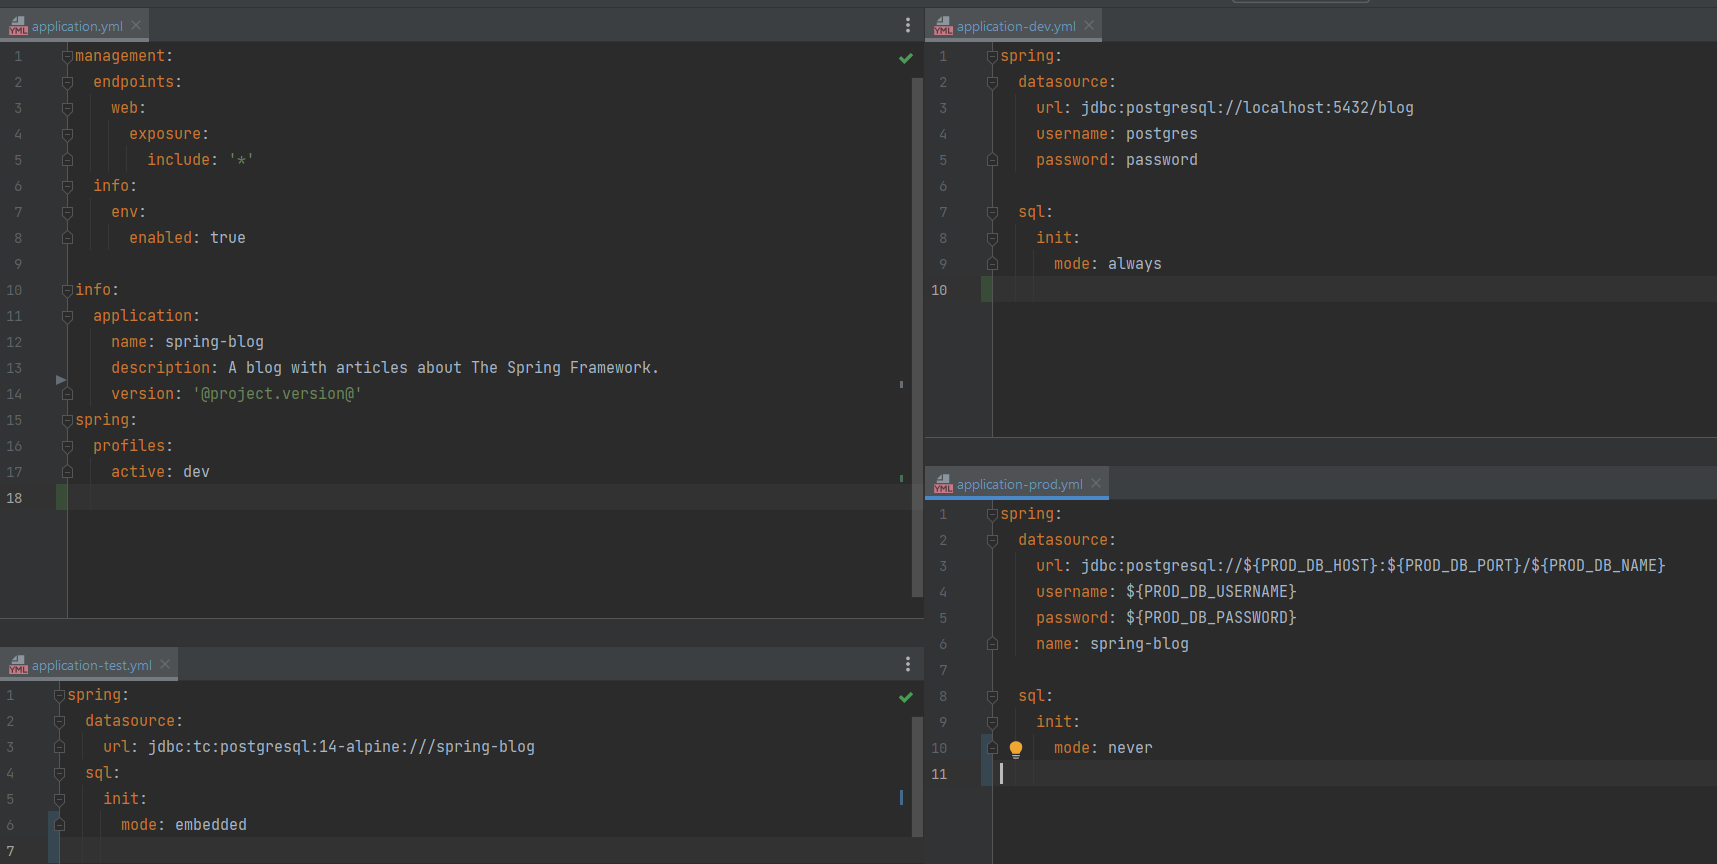 application.yml
1 management:
2   endpoints:
3     web:
4       exposure:
5         include: '*'
6   info:
7     env:
8       enabled: true
9
10 info:
11   application:
12     name: spring-blog
13     description: A blog with articles about The Spring Framework.
14     version: '@project.version@'
15 spring:
16   profiles:
17     active: dev
18
application-test.yml
1 spring:
2   datasource:
3     url: jdbc:tc:postgresql:14-alpine:///spring-blog
4   sql:
5     init:
6       mode: embedded
7
application-dev.yml
1 spring:
2   datasource:
3     url: jdbc:postgresql://localhost:5432/blog
4     username: postgres
5     password: password
6
7   sql:
8     init:
9       mode: always
10
application-prod.yml
1 spring:
2   datasource:
3     url: jdbc:postgresql://${PROD_DB_HOST}:${PROD_DB_PORT}/${PROD_DB_NAME}
4     username: ${PROD_DB_USERNAME}
5     password: ${PROD_DB_PASSWORD}
6     name: spring-blog
7
8   sql:
9     init:
10       mode: never
11